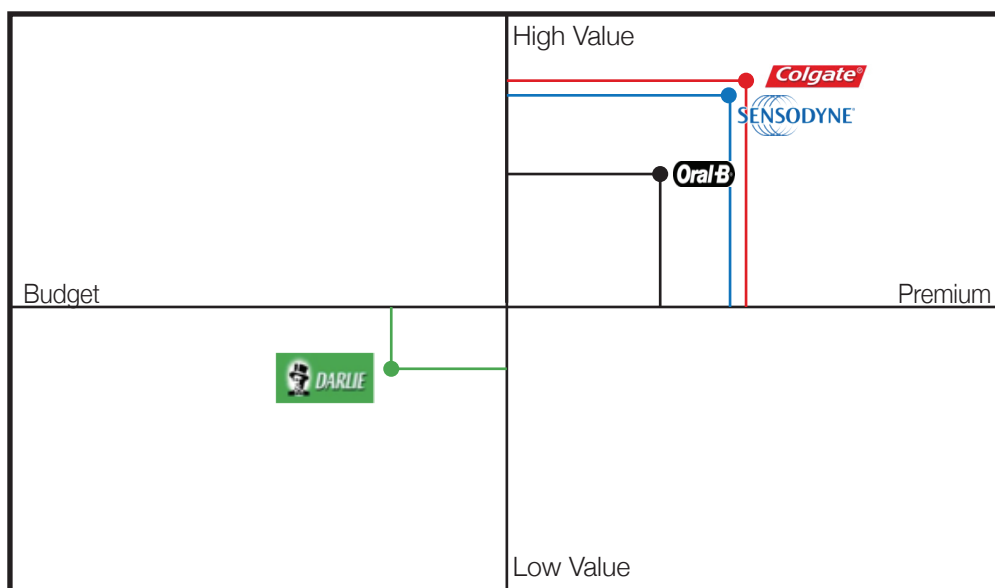 High Value
Colgate®
SENSODYNE®
Oral-B
Budget
Premium
DARLIE
Low Value